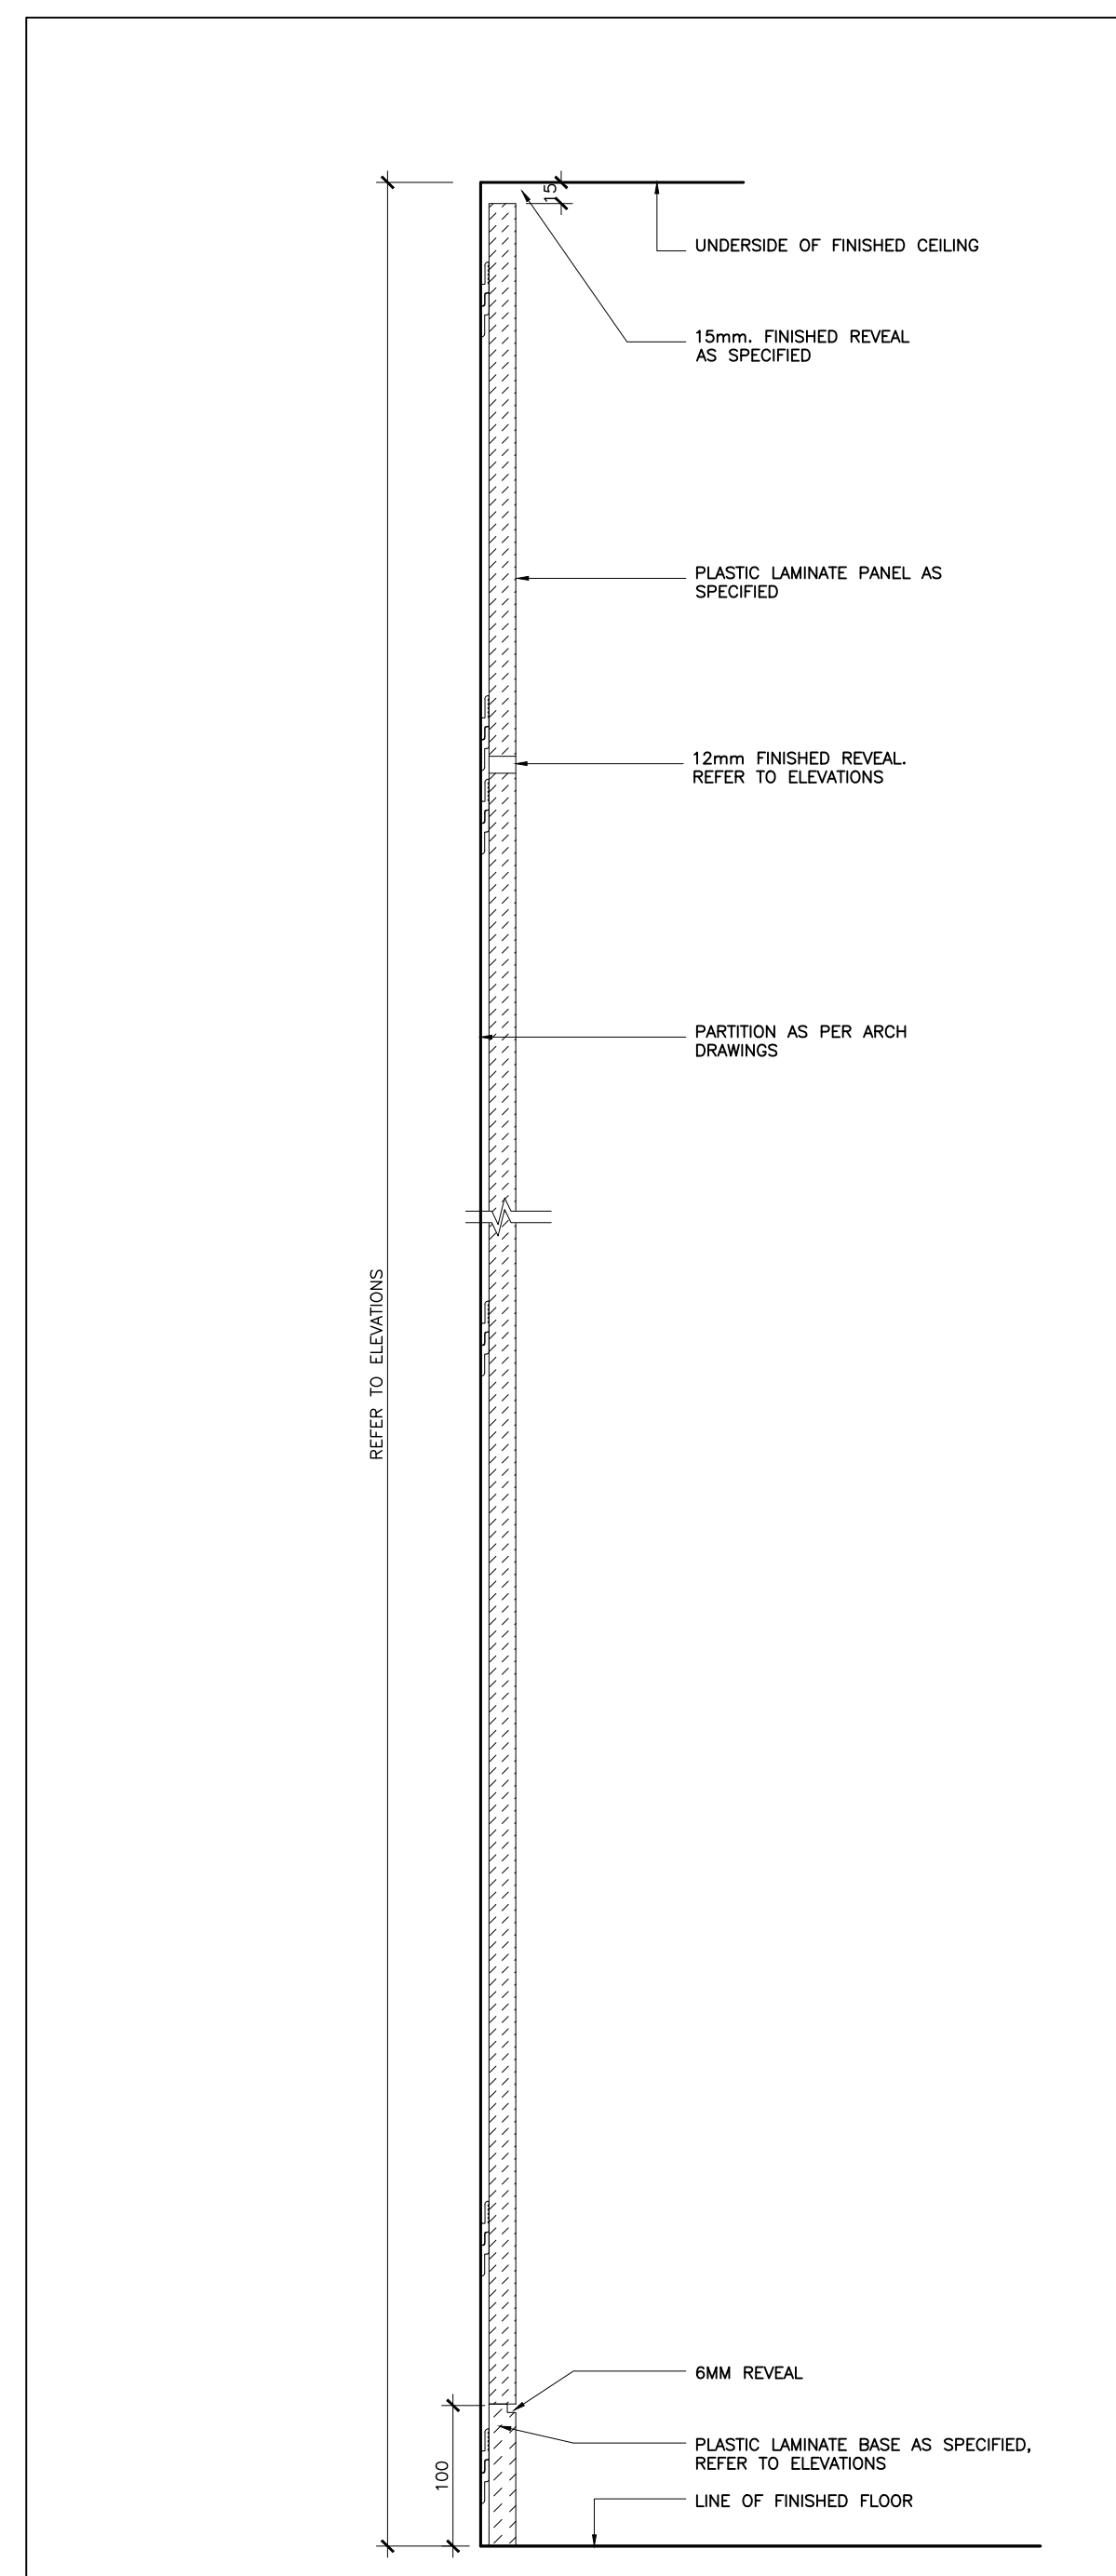 15
UNDERSIDE OF FINISHED CEILING
15mm. FINISHED REVEAL
AS SPECIFIED
PLASTIC LAMINATE PANEL AS
SPECIFIED
12mm FINISHED REVEAL.
REFER TO ELEVATIONS
PARTITION AS PER ARCH
DRAWINGS
REFER TO ELEVATIONS
6MM REVEAL
PLASTIC LAMINATE BASE AS SPECIFIED,
REFER TO ELEVATIONS
100
LINE OF FINISHED FLOOR